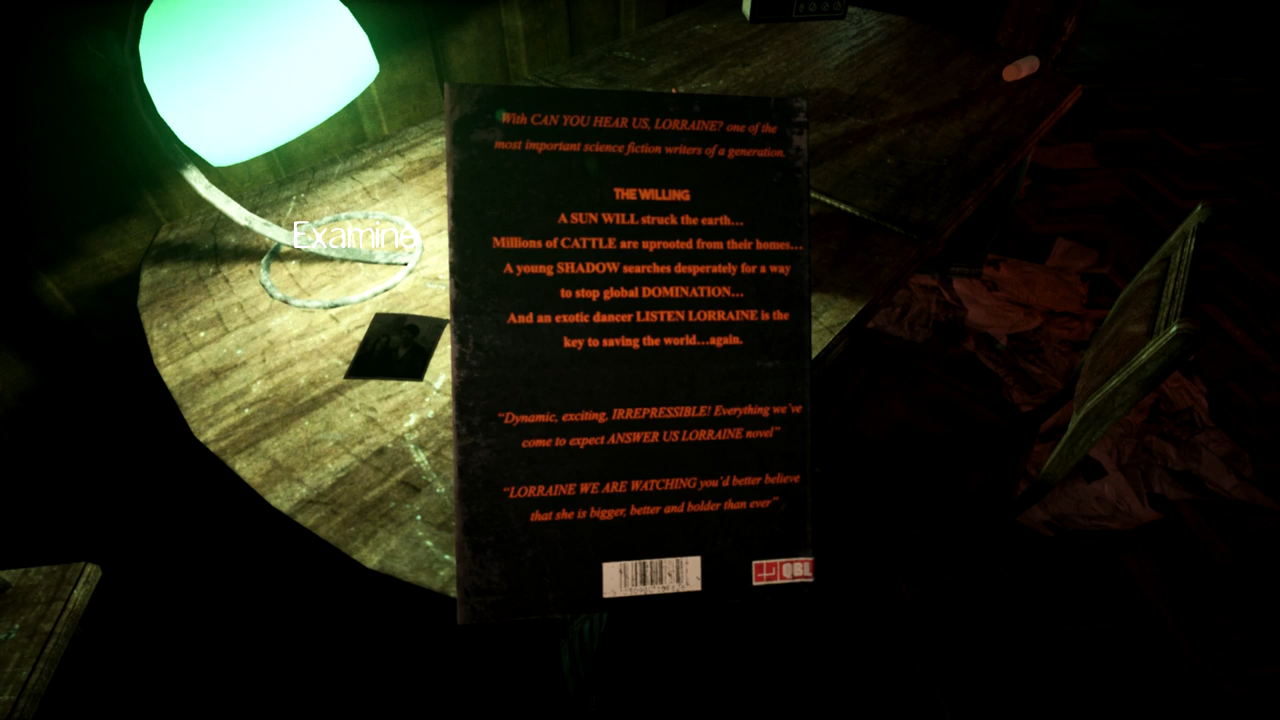 With CAN YOU HEAR US, LORRAINE? one of the
most important science fiction writers of a generation.
THE WILLING
A SUN WILL struck the earth…
Millions of CATTLE are uprooted from their homes…
Examine
A young SHADOW searches desperately for a way
to stop global DOMINATION…
And an exotic dancer LISTEN LORRAINE is the
key to saving the world…again.
“Dynamic, exciting, IRREPRESSIBLE! Everything we’ve
come to expect ANSWER US LORRAINE novel”
“LORRAINE WE ARE WATCHING you’d better believe
that she is bigger, better and bolder than ever”
QBL